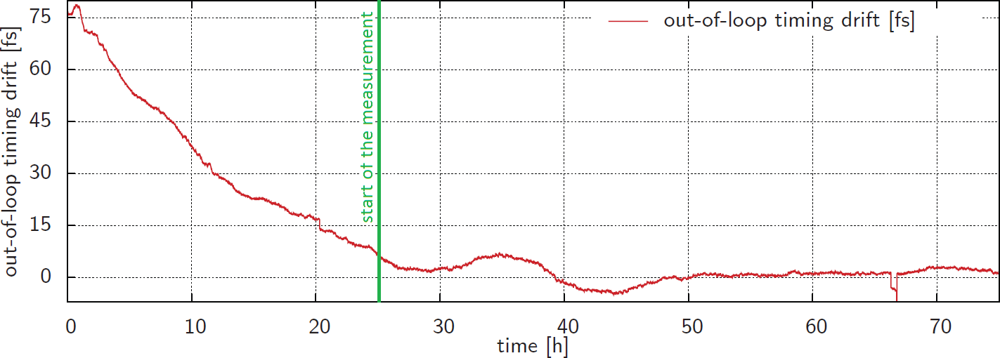 out-of-loop timing drift [fs]
75
60
45
30
15
0
out-of-loop timing drift [fs]
start of the measurement
0 10 20 30 40 50 60 70
time [h]